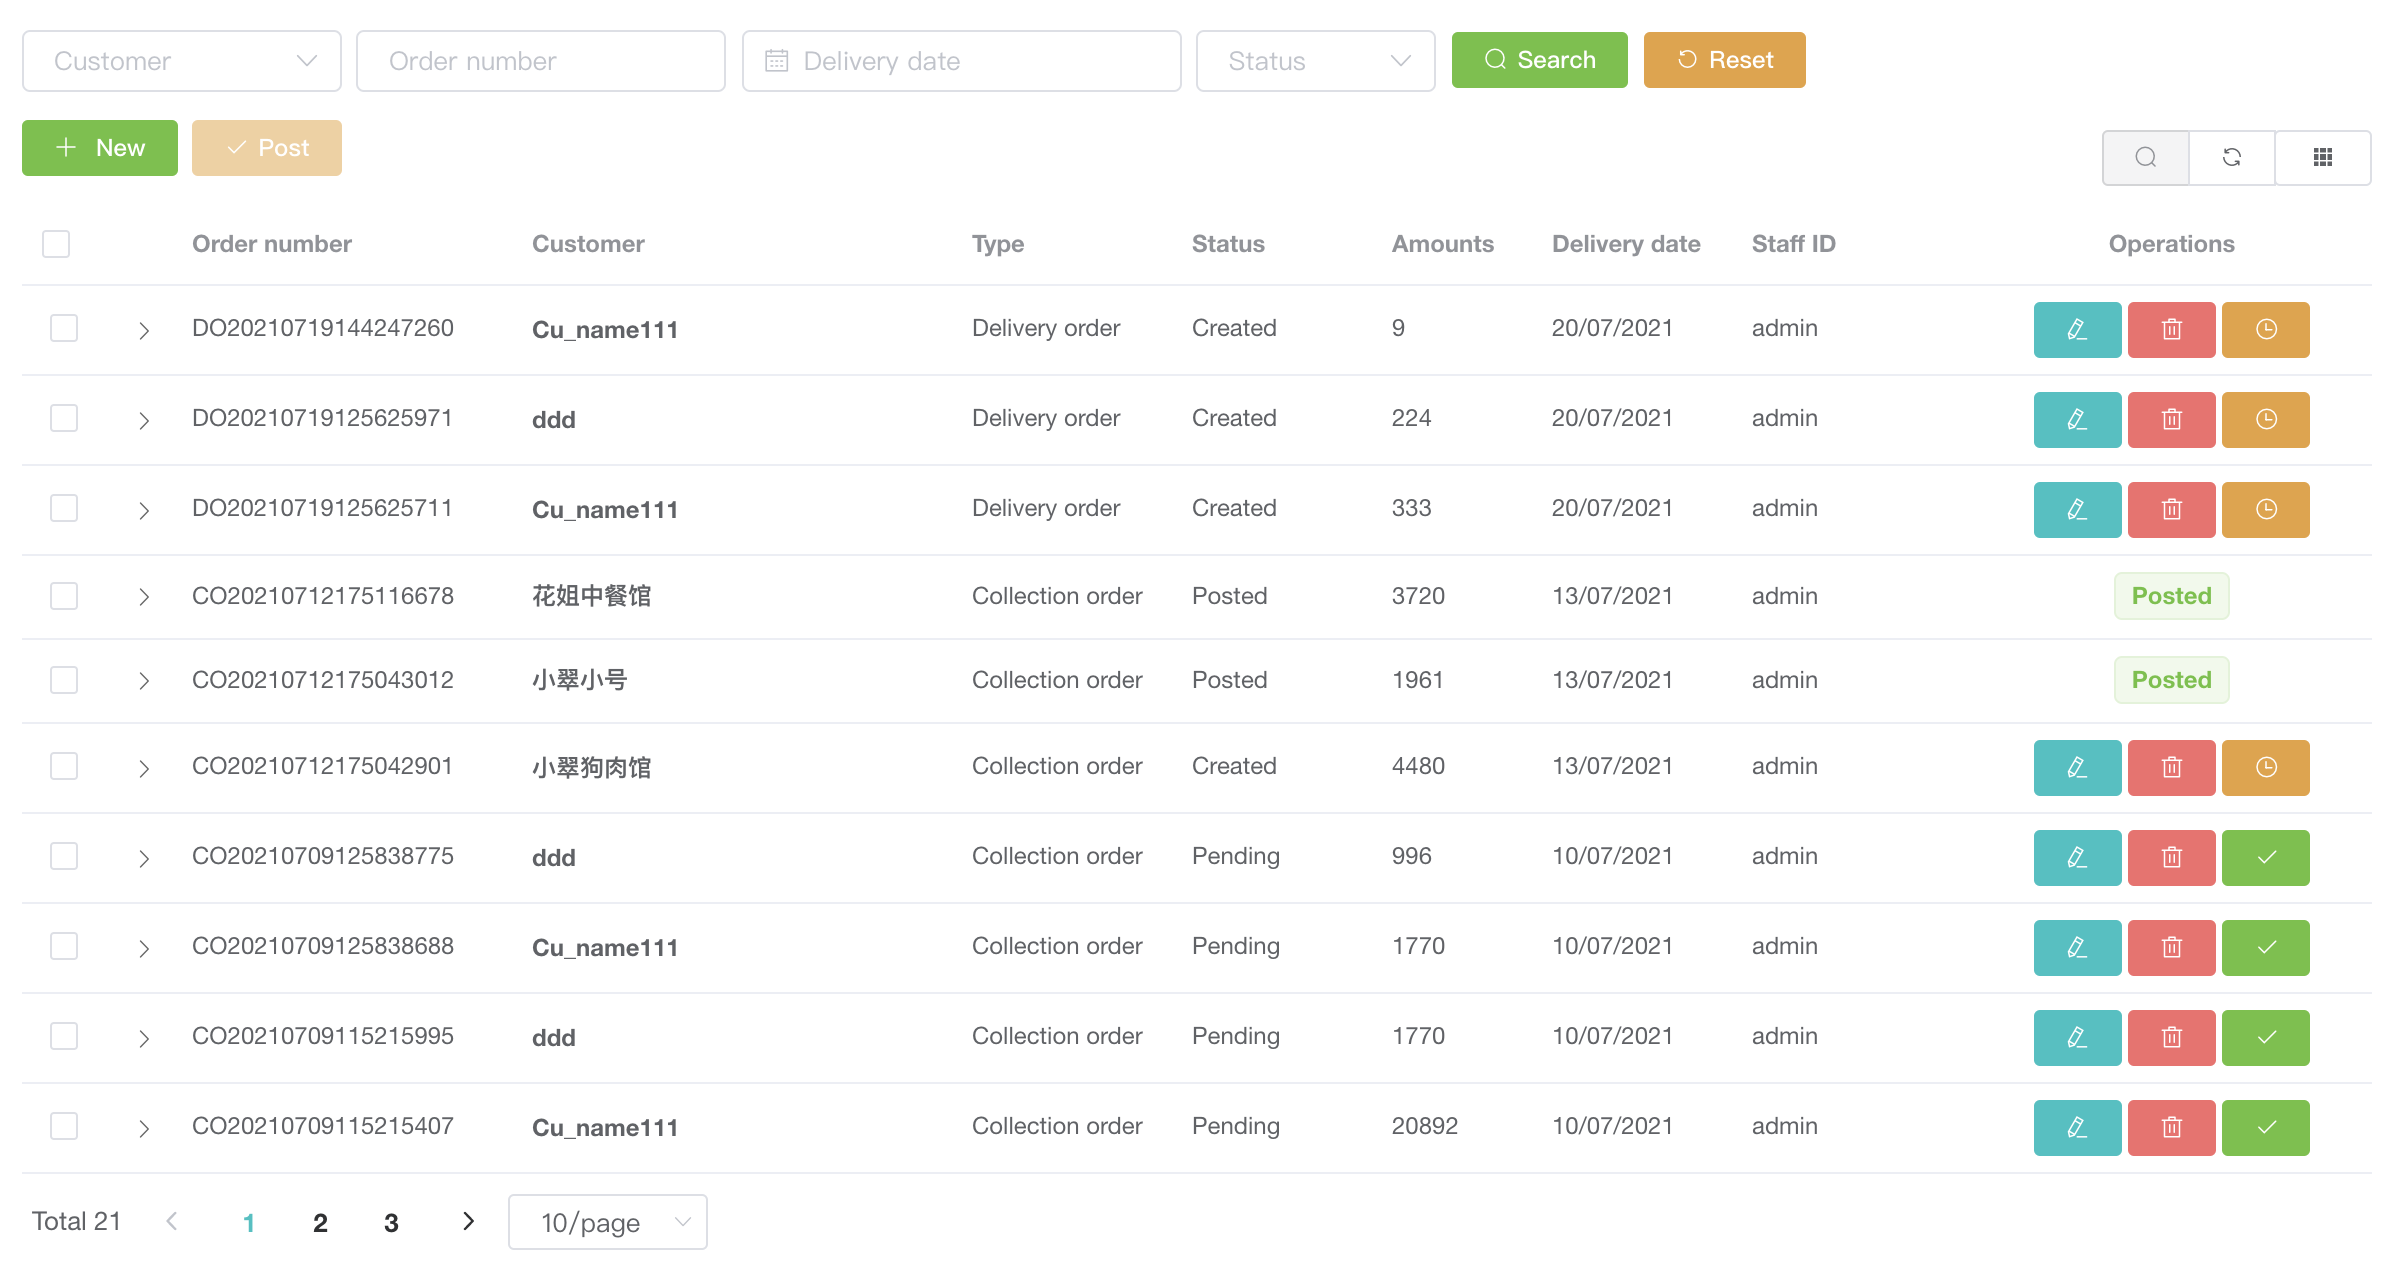 Customer Order number Delivery date Status Search Reset
New Post
Order number Customer Type Status Amounts Delivery date Staff ID Operations
DO20210719144247260 Cu_name111 Delivery order Created 9 20/07/2021 admin
DO20210719125625971 ddd Delivery order Created 224 20/07/2021 admin
DO20210719125625711 Cu_name111 Delivery order Created 333 20/07/2021 admin
CO20210712175116678 花姐中餐馆 Collection order Posted 3720 13/07/2021 admin Posted
CO20210712175043012 小翠小号 Collection order Posted 1961 13/07/2021 admin Posted
CO20210712175042901 小翠狗肉馆 Collection order Created 4480 13/07/2021 admin
CO20210709125838775 ddd Collection order Pending 996 10/07/2021 admin
CO20210709125838688 Cu_name111 Collection order Pending 1770 10/07/2021 admin
CO20210709115215995 ddd Collection order Pending 1770 10/07/2021 admin
CO20210709115215407 Cu_name111 Collection order Pending 20892 10/07/2021 admin
Total 21 1 2 3 10/page